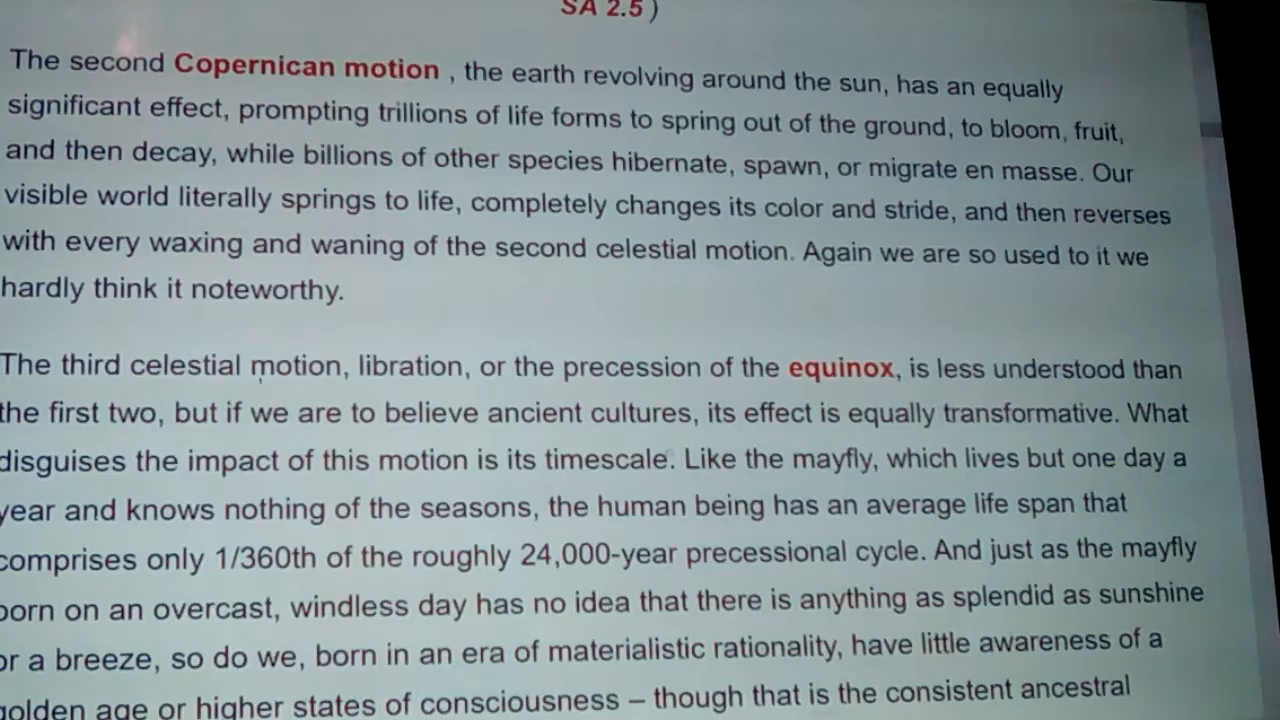 SA 2.5 )
The second Copernican motion , the earth revolving around the sun, has an equally
significant effect, prompting trillions of life forms to spring out of the ground, to bloom, fruit,
and then decay, while billions of other species hibernate, spawn, or migrate en masse. Our
visible world literally springs to life, completely changes its color and stride, and then reverses
with every waxing and waning of the second celestial motion. Again we are so used to it we
hardly think it noteworthy.
The third celestial motion, libration, or the precession of the equinox, is less understood than
the first two, but if we are to believe ancient cultures, its effect is equally transformative. What
disguises the impact of this motion is its timescale. Like the mayfly, which lives but one day a
year and knows nothing of the seasons, the human being has an average life span that
comprises only 1/360th of the roughly 24,000-year precessional cycle. And just as the mayfly
born on an overcast, windless day has no idea that there is anything as splendid as sunshine
or a breeze, so do we, born in an era of materialistic rationality, have little awareness of a
golden age or higher states of consciousness – though that is the consistent ancestral